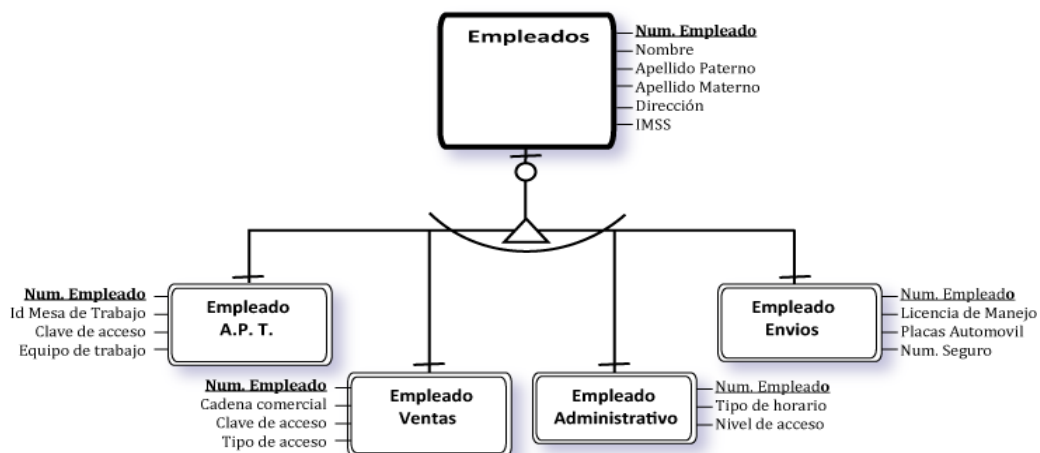 Empleados
Num. Empleado
Nombre
Apellido Paterno
Apellido Materno
Dirección
IMSS
Num. Empleado
Id Mesa de Trabajo
Clave de acceso
Equipo de trabajo
Empleado
A.P. T.
Num. Empleado
Cadena comercial
Clave de acceso
Tipo de acceso
Empleado
Ventas
Empleado
Administrativo
Num. Empleado
Tipo de horario
Nivel de acceso
Empleado
Envios
Num. Empleado
Licencia de Manejo
Placas Automovil
Num. Seguro